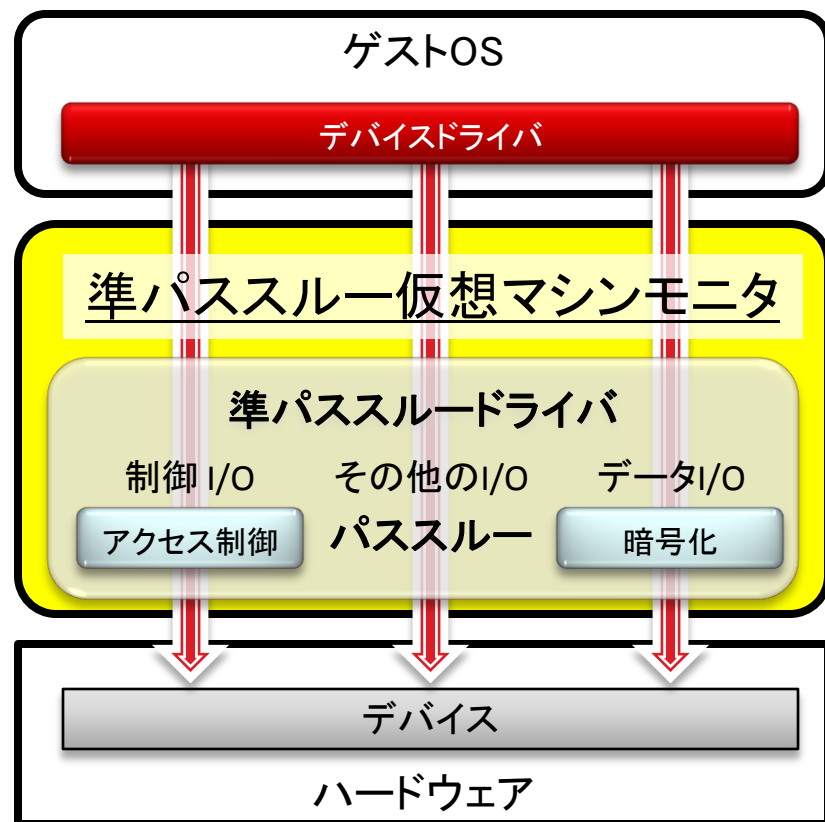 ゲストOS
デバイスドライバ
準パススルー仮想マシンモニタ
準パススルードライバ
制御 I/O その他のI/O データI/O
アクセス制御 パススルー 暗号化
デバイス
ハードウェア